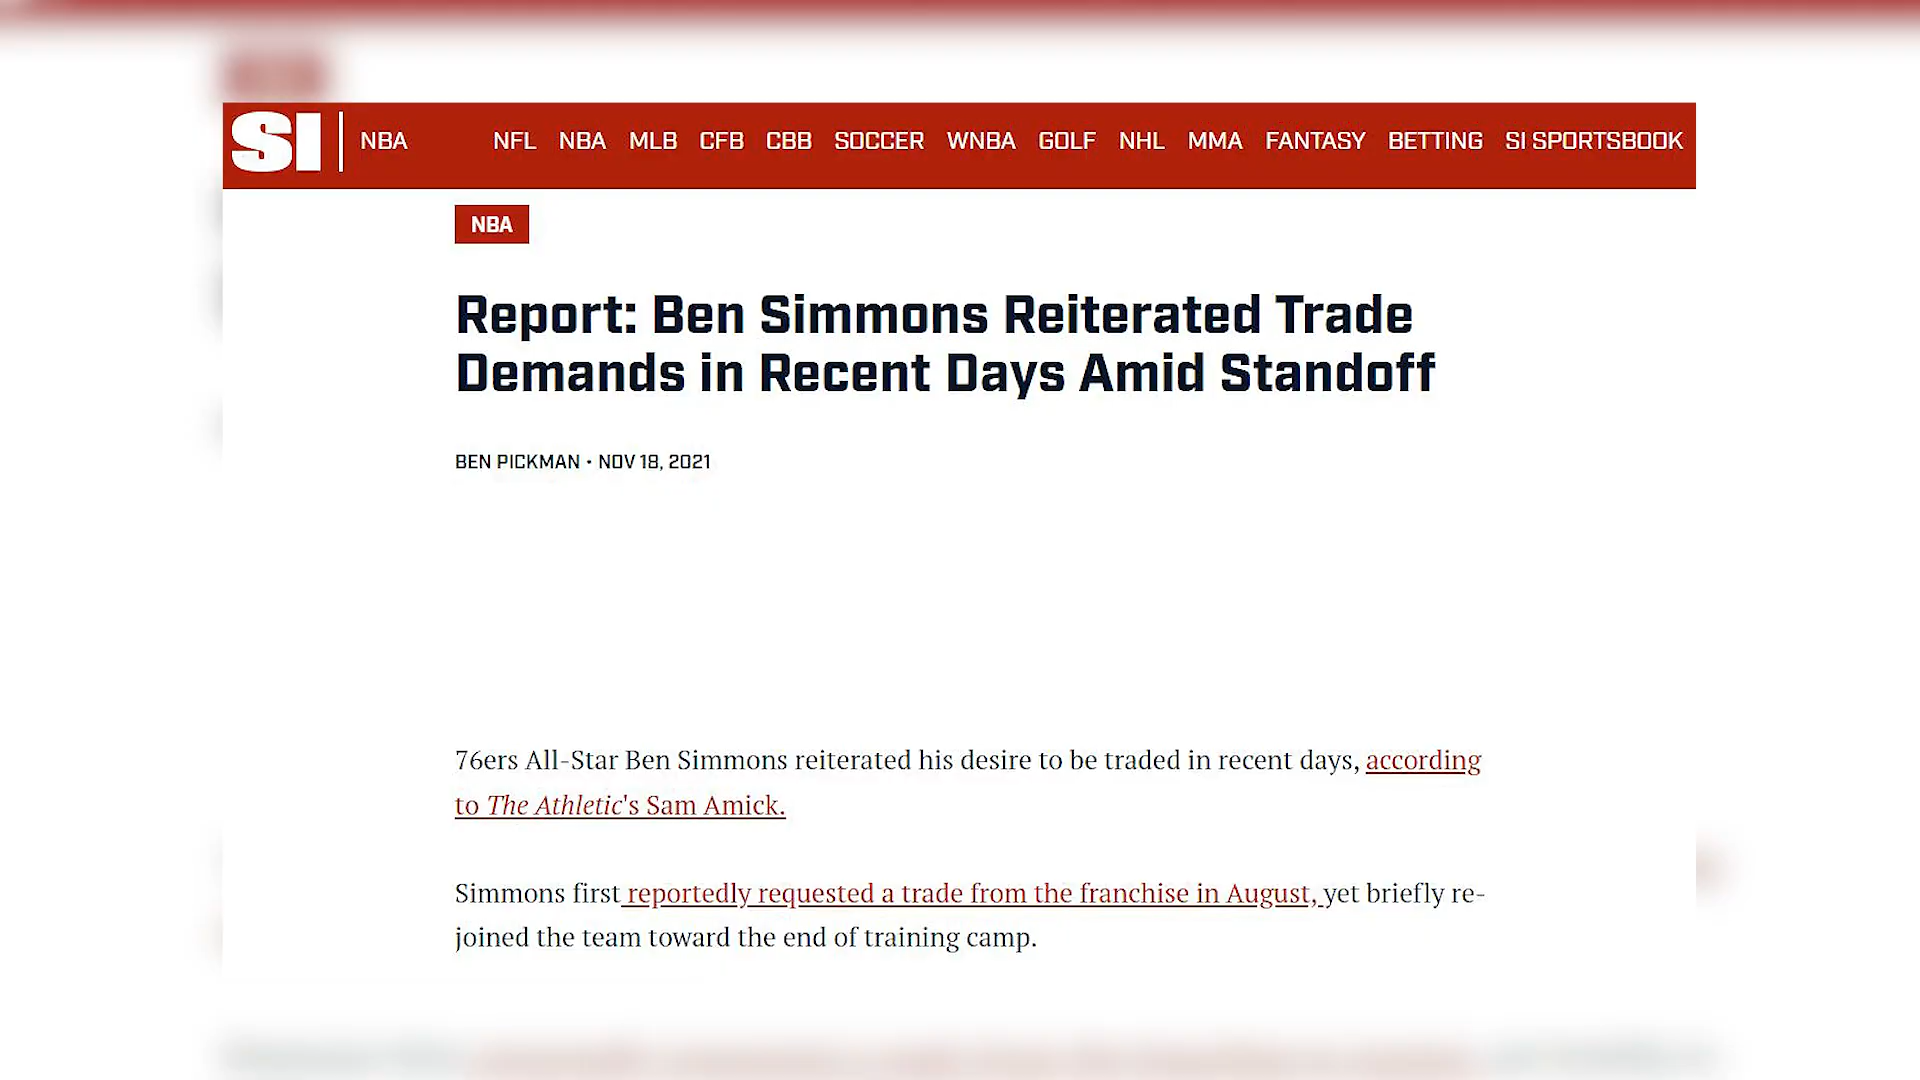 SI | NBA NFL NBA MLB CFB CBB SOCCER WNBA GOLF NHL MMA FANTASY BETTING SI SPORTSBOOK
NBA
Report: Ben Simmons Reiterated Trade
Demands in Recent Days Amid Standoff
BEN PICKMAN • NOV 18, 2021
76ers All-Star Ben Simmons reiterated his desire to be traded in recent days, according
to The Athletic's Sam Amick.
Simmons first reportedly requested a trade from the franchise in August, yet briefly re-
joined the team toward the end of training camp.